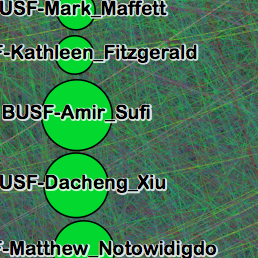 USF-Mark_Maffett
F-Kathleen_Fitzgerald
BUSF-Amir_Sufi
USF-Dacheng_Xiu
F-Matthew_Notowidigdo